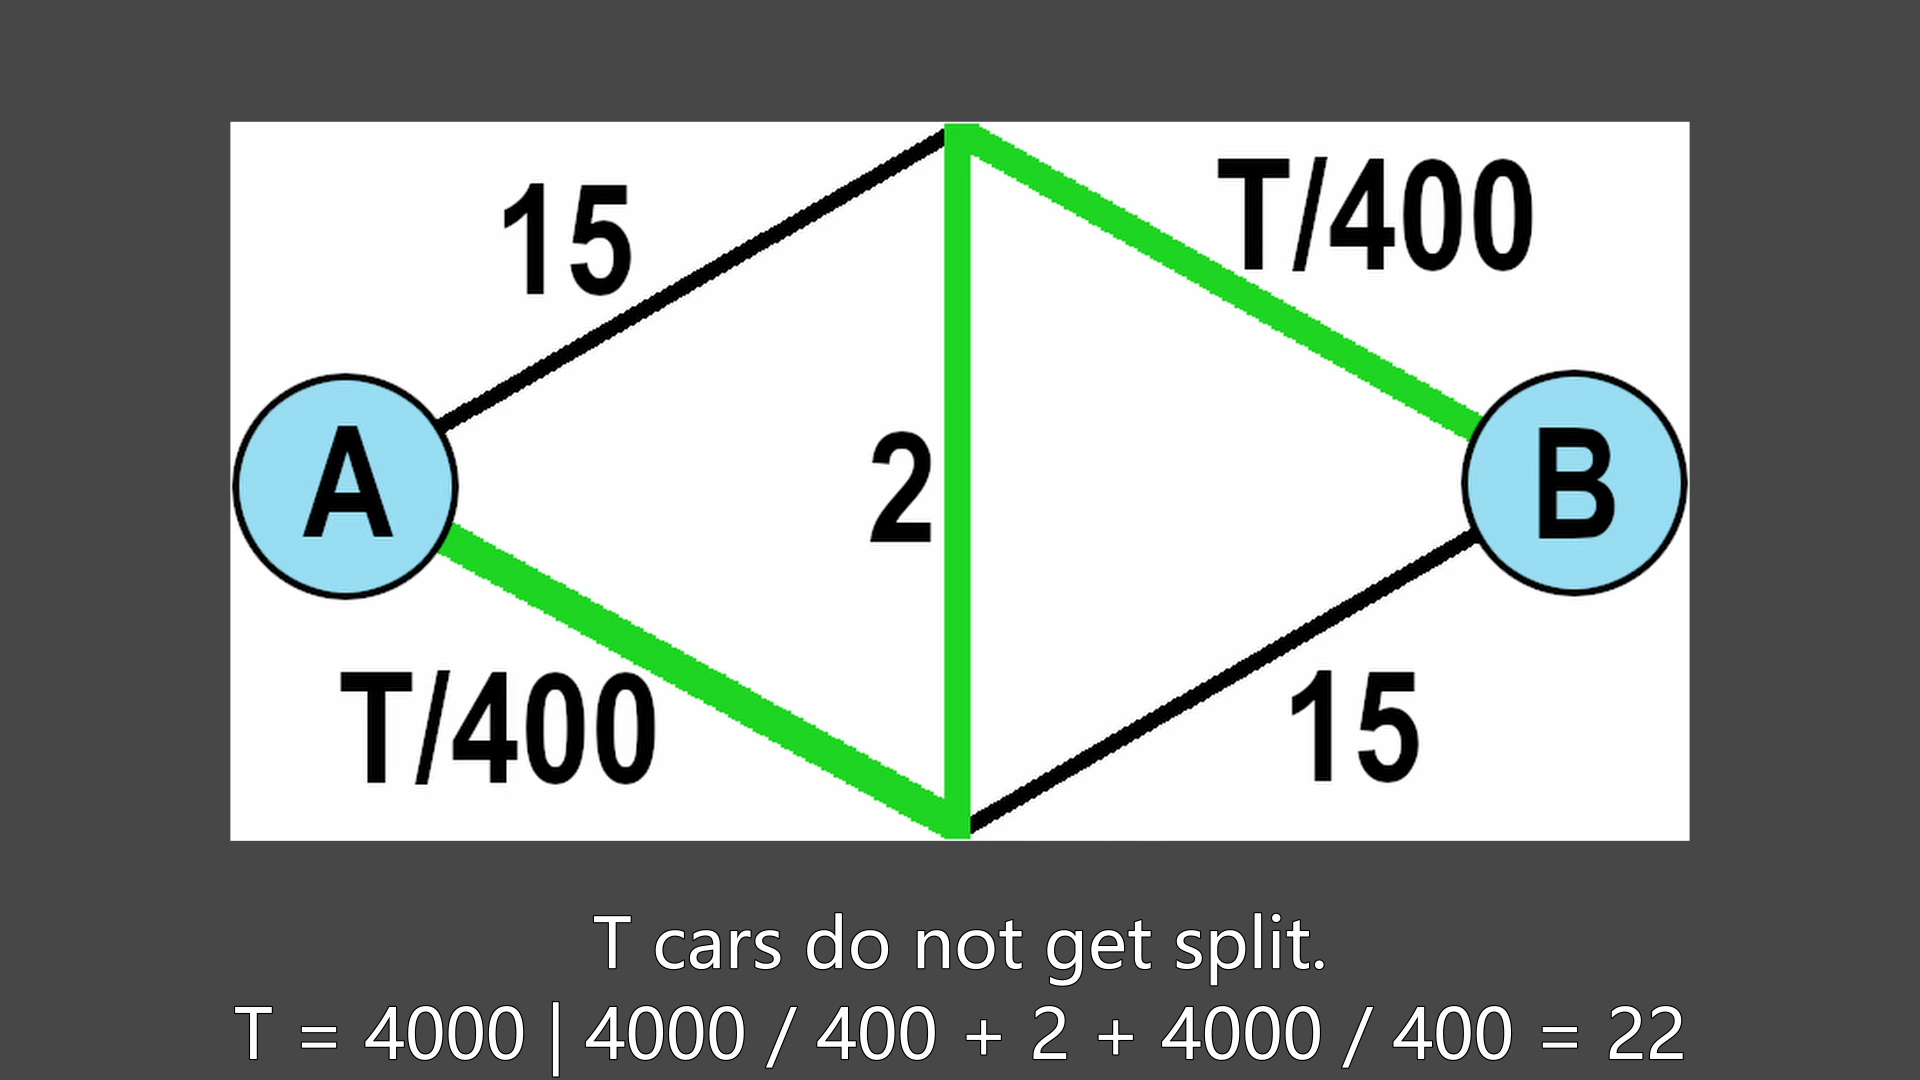 15
T/400
A
2
B
T/400
15
T cars do not get split.
T = 4000 | 4000 / 400 + 2 + 4000 / 400 = 22